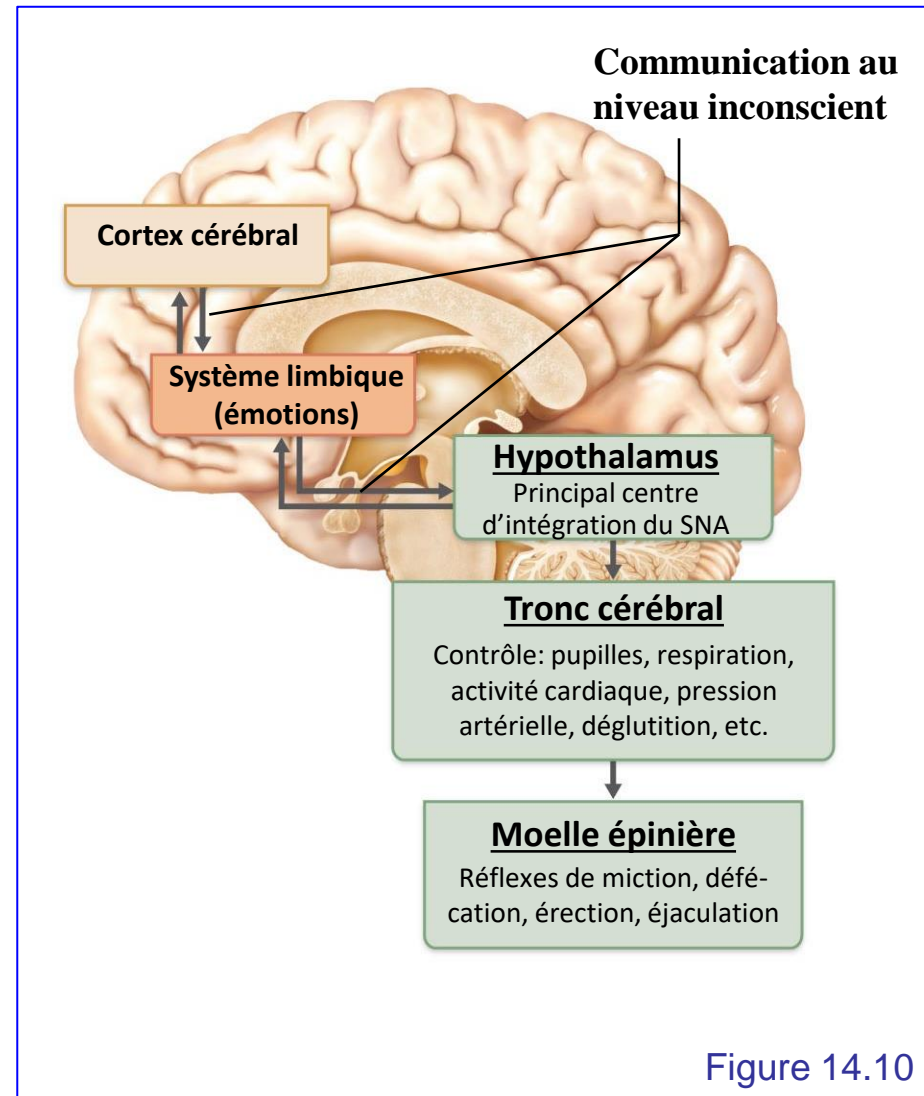 Communication au
niveau inconscient
Cortex cérébral
Système limbique
(émotions)
Hypothalamus
Principal centre
d’intégration du SNA
Tronc cérébral
Contrôle: pupilles, respiration,
activité cardiaque, pression
artérielle, déglutition, etc.
Moelle épinière
Réflexes de miction, défé-
cation, érection, éjaculation
Figure 14.10